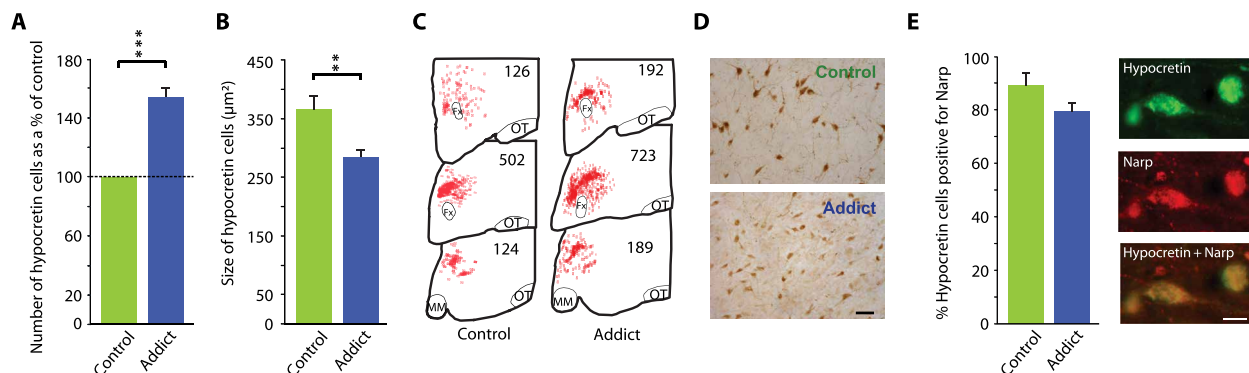 A
Number of hypocretin cells as a % of control
180
140
100
60
20
0
***
Control
Addict
B
Size of hypocretin cells (µm²)
450
350
250
150
50
0
**
Control
Addict
C
126
Fx
OT
502
Fx
OT
124
MM
OT
Control
192
Fx
OT
723
Fx
OT
189
MM
OT
Addict
D
Control
Addict
E
% Hypocretin cells positive for Narp
100
80
60
40
20
0
Control
Addict
Hypocretin
Narp
Hypocretin + Narp